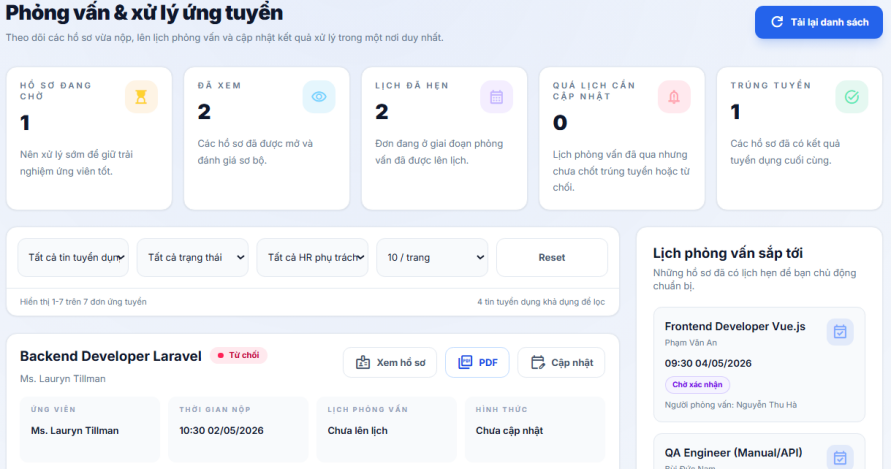 Phỏng vấn & xử lý ứng tuyển
Theo dõi các hồ sơ vừa nộp, lên lịch phỏng vấn và cập nhật kết quả xử lý trong một nơi duy nhất.
Tải lại danh sách
HỒ SƠ ĐANG
CHỜ
1
Nên xử lý sớm để giữ trải
nghiệm ứng viên tốt.
ĐÃ XEM
2
Các hồ sơ đã được mở và
đánh giá sơ bộ.
LỊCH ĐÃ HẸN
2
Đơn đang ở giai đoạn phỏng
vấn đã được lên lịch.
QUÁ LỊCH CẦN
CẬP NHẬT
0
Lịch phỏng vấn đã qua nhưng
chưa chốt trúng tuyển hoặc từ
chối.
TRÚNG TUYỂN
1
Các hồ sơ đã có kết quả
tuyển dụng cuối cùng.
Tất cả tin tuyển dụn
Tất cả trạng thái
Tất cả HR phụ trách
10 / trang
Reset
Hiển thị 1-7 trên 7 đơn ứng tuyển
4 tin tuyển dụng khả dụng để lọc
Backend Developer Laravel
Từ chối
Ms. Lauryn Tillman
Xem hồ sơ
PDF
Cập nhật
ỨNG VIÊN
Ms. Lauryn Tillman
THỜI GIAN NỘP
10:30 02/05/2026
LỊCH PHỎNG VẤN
Chưa lên lịch
HÌNH THỨC
Chưa cập nhật
Lịch phỏng vấn sắp tới
Những hồ sơ đã có lịch hẹn để bạn chủ động
chuẩn bị.
Frontend Developer Vue.js
Phạm Văn An
09:30 04/05/2026
Chờ xác nhận
Người phỏng vấn: Nguyễn Thu Hà
QA Engineer (Manual/API)
Bùi Đức Nam